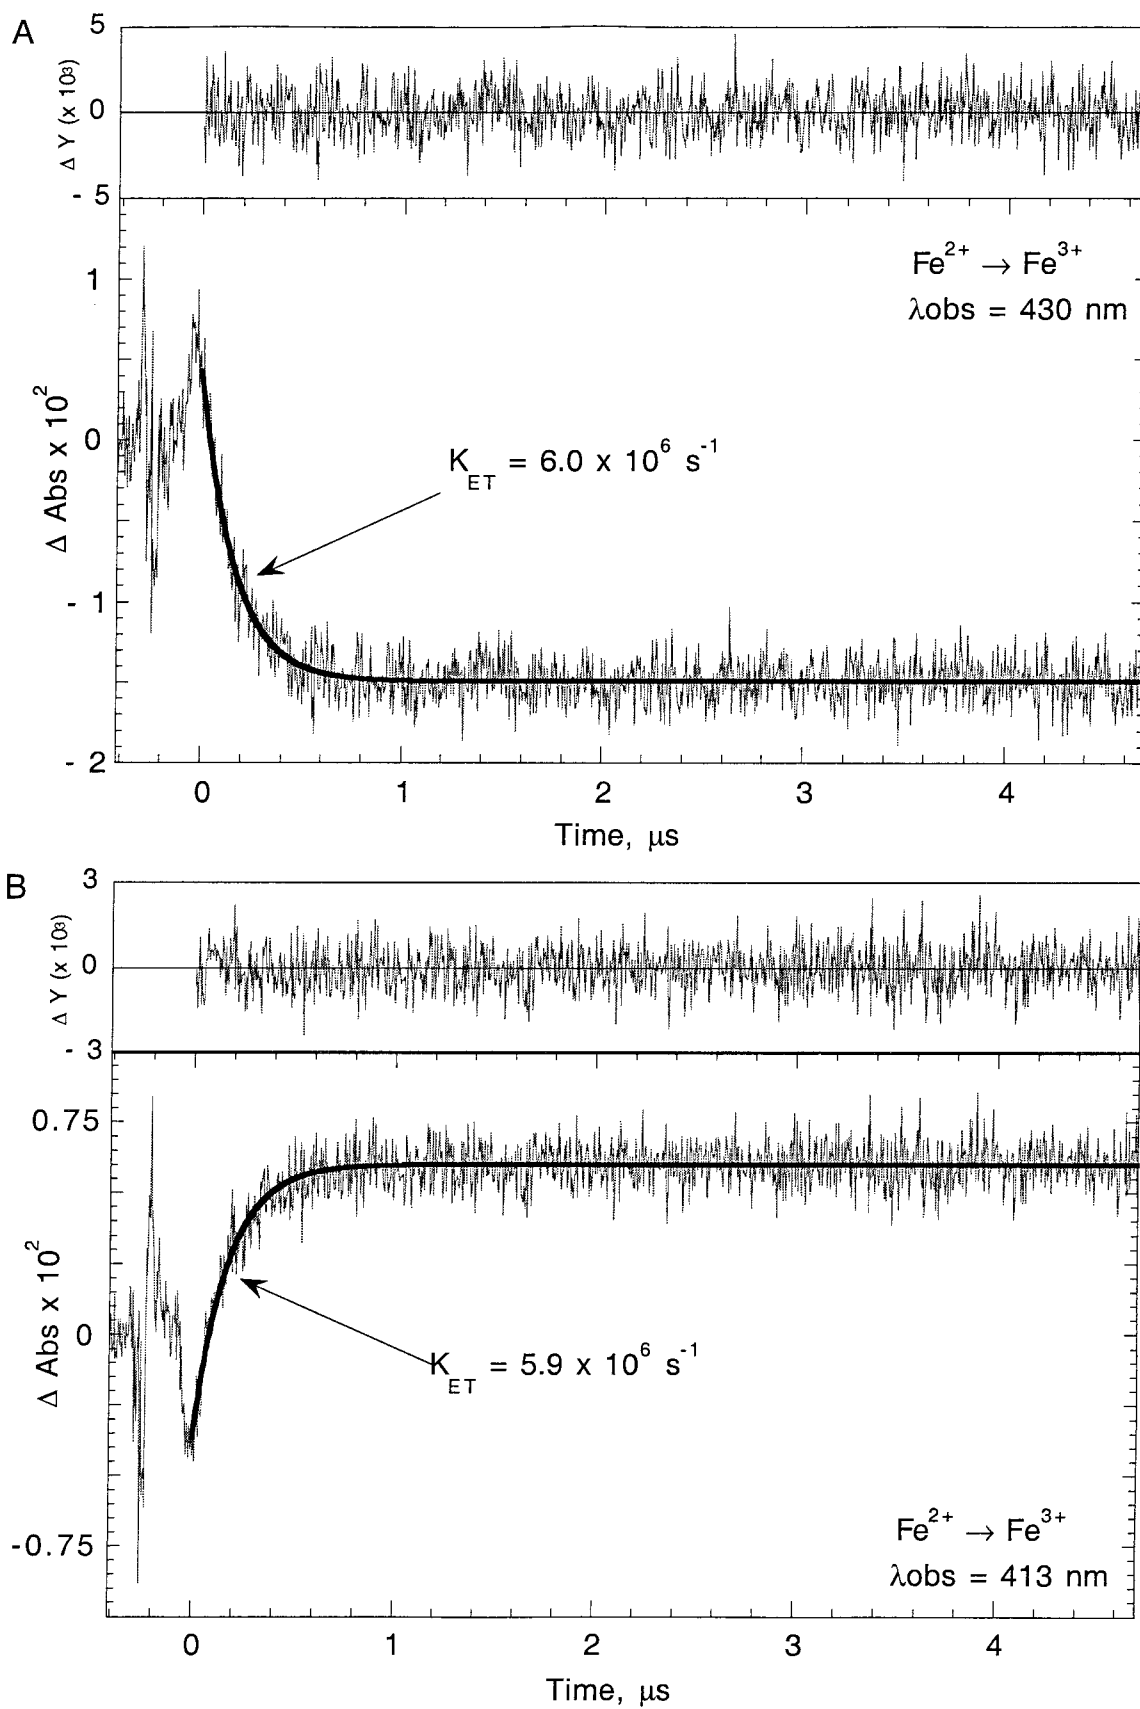 A
5
0
- 5
Δ Y (x 10³)
Fe²⁺ → Fe³⁺
λobs = 430 nm
1
0
- 1
- 2
Δ Abs x 10²
K_ET = 6.0 x 10⁶ s⁻¹
0 1 2 3 4
Time, μs
B
3
0
- 3
Δ Y (x 10³)
0.75
0
-0.75
Δ Abs x 10²
K_ET = 5.9 x 10⁶ s⁻¹
Fe²⁺ → Fe³⁺
λobs = 413 nm
0 1 2 3 4
Time, μs